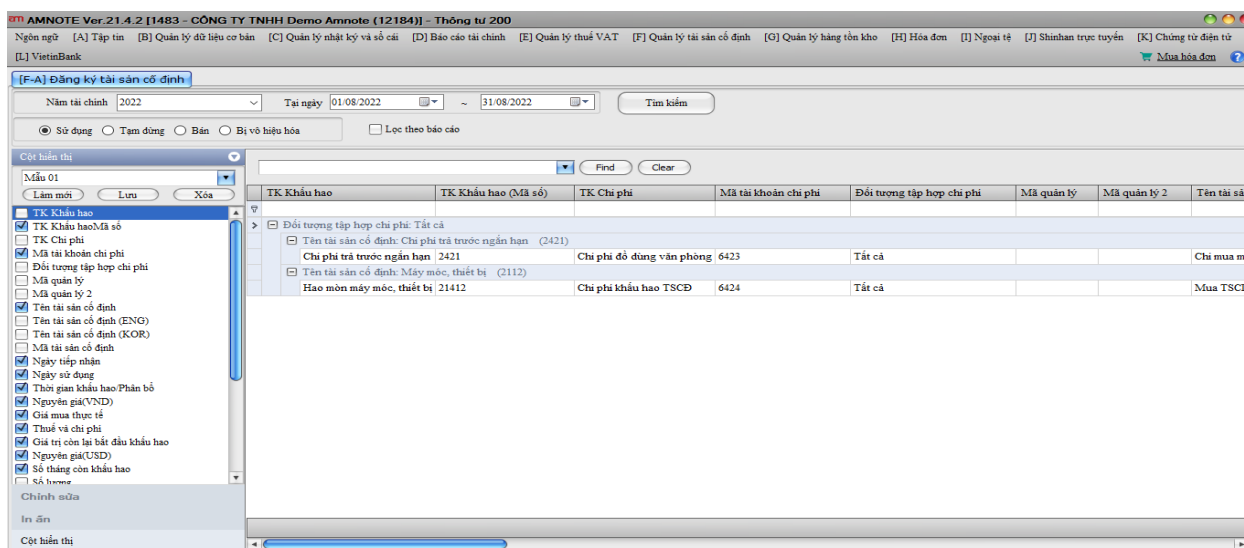 am AMNOTE Ver.21.4.2 [1483 - CÔNG TY TNHH Demo Amnote (12184)] - Thông tư 200
Ngôn ngữ [A] Tập tin [B] Quản lý dữ liệu cơ bản [C] Quản lý nhật ký và sổ cái [D] Báo cáo tài chính [E] Quản lý thuế VAT [F] Quản lý tài sản cố định [G] Quản lý hàng tồn kho [H] Hóa đơn [I] Ngoại tệ [J] Shinhan trực tuyến [K] Chứng từ điện tử
[L] VietinBank Mua hóa đơn ?
[F-A] Đăng ký tài sản cố định
Năm tài chính 2022 Tại ngày 01/08/2022 ~ 31/08/2022 Tìm kiếm
Sử dụng Tạm dừng Bán Bị vô hiệu hóa Lọc theo báo cáo
Cột hiển thị
Mẫu 01
Làm mới Lưu Xóa
TK Khấu hao
TK Khấu haoMã số
TK Chi phí
Mã tài khoản chi phí
Đối tượng tập hợp chi phí
Mã quản lý
Mã quản lý 2
Tên tài sản cố định
Tên tài sản cố định (ENG)
Tên tài sản cố định (KOR)
Mã tài sản cố định
Ngày tiếp nhận
Ngày sử dụng
Thời gian khấu hao/Phân bổ
Nguyên giá(VND)
Giá mua thực tế
Thuế và chi phí
Giá trị còn lại bắt đầu khấu hao
Nguyên giá(USD)
Số tháng còn khấu hao
Số lượng
Chỉnh sửa
In ấn
Cột hiển thị
Find Clear
TK Khấu hao TK Khấu hao (Mã số) TK Chi phí Mã tài khoản chi phí Đối tượng tập hợp chi phí Mã quản lý Mã quản lý 2 Tên tài sả
Đối tượng tập hợp chi phí: Tất cả
Tên tài sản cố định: Chi phí trả trước ngắn hạn (2421)
Chi phí trả trước ngắn hạn 2421 Chi phí đồ dùng văn phòng 6423 Tất cả Chi mua m
Tên tài sản cố định: Máy móc, thiết bị (2112)
Hao mòn máy móc, thiết bị 21412 Chi phí khấu hao TSCĐ 6424 Tất cả Mua TSCĐ